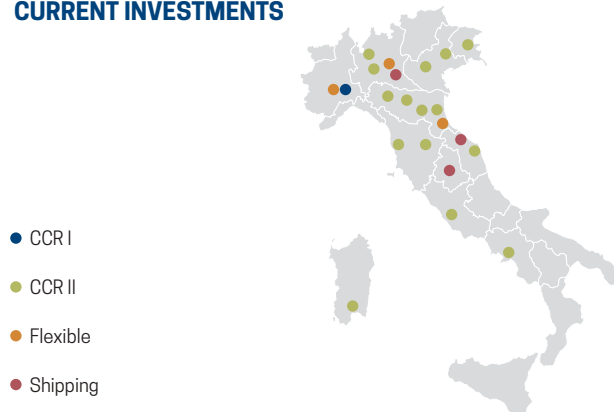 CURRENT INVESTMENTS
CCR I
CCR II
Flexible
Shipping